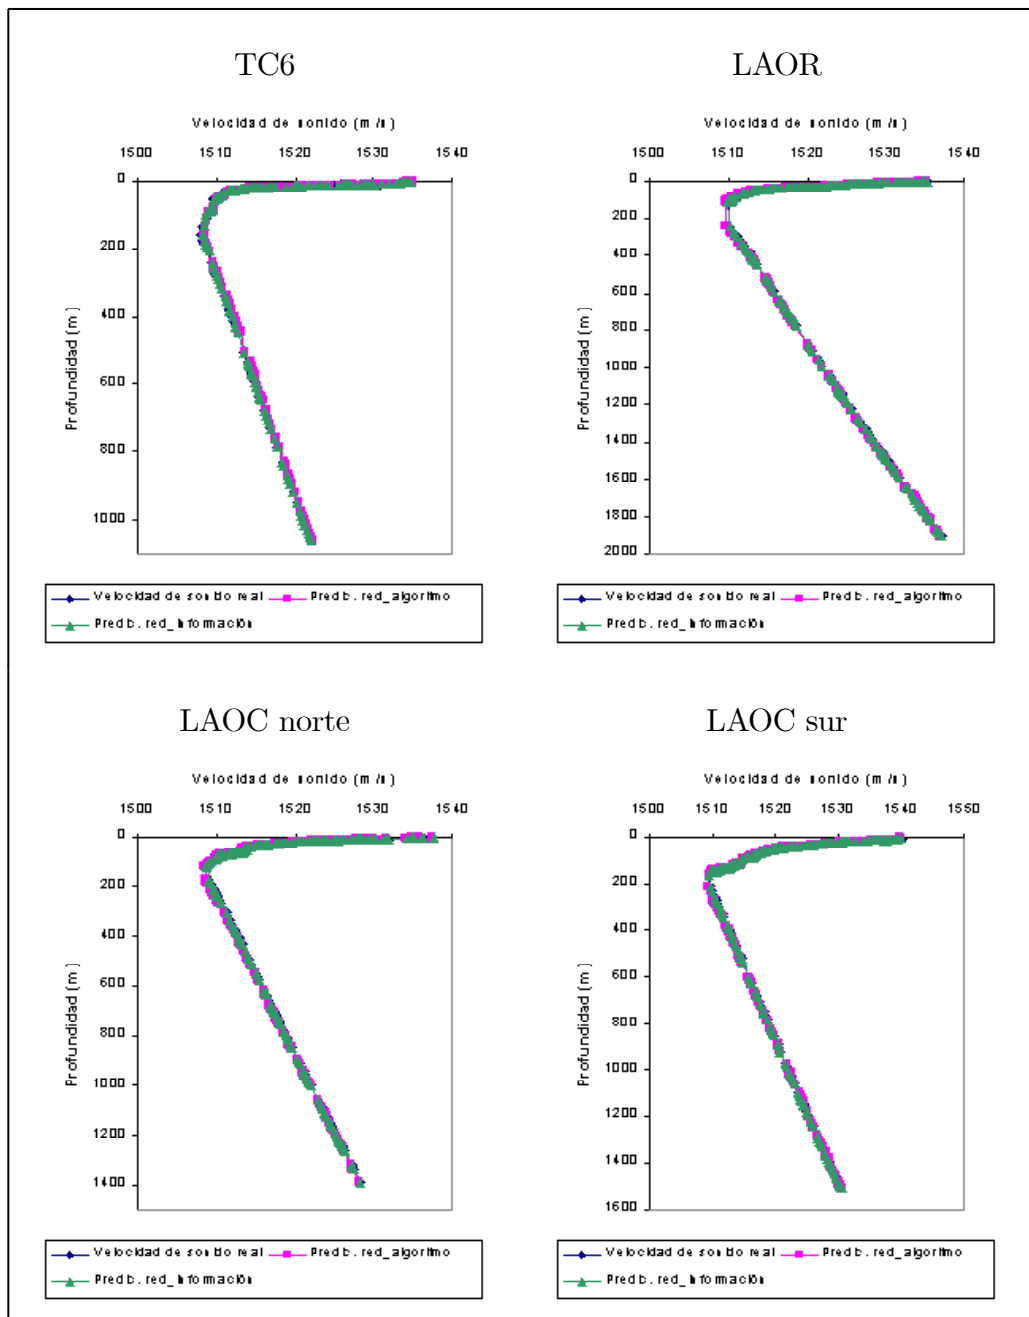 TC6
Velocidad de sonido (m/s)
1500 1510 1520 1530 1540
0
200
400
600
800
1000
Profundidad (m)
Velocidad de sonido real
Predic. red_algoritmo
Predic. red_Información
LAOR
Velocidad de sonido (m/s)
1500 1510 1520 1530 1540
0
200
400
600
800
1000
1200
1400
1600
1800
2000
Profundidad (m)
Velocidad de sonido real
Predic. red_algoritmo
Predic. red_Información
LAOC norte
Velocidad de sonido (m/s)
1500 1510 1520 1530 1540
0
200
400
600
800
1000
1200
1400
Profundidad (m)
Velocidad de sonido real
Predic. red_algoritmo
Predic. red_Información
LAOC sur
Velocidad de sonido (m/s)
1500 1510 1520 1530 1540 1550
0
200
400
600
800
1000
1200
1400
1600
Profundidad (m)
Velocidad de sonido real
Predic. red_algoritmo
Predic. red_Información